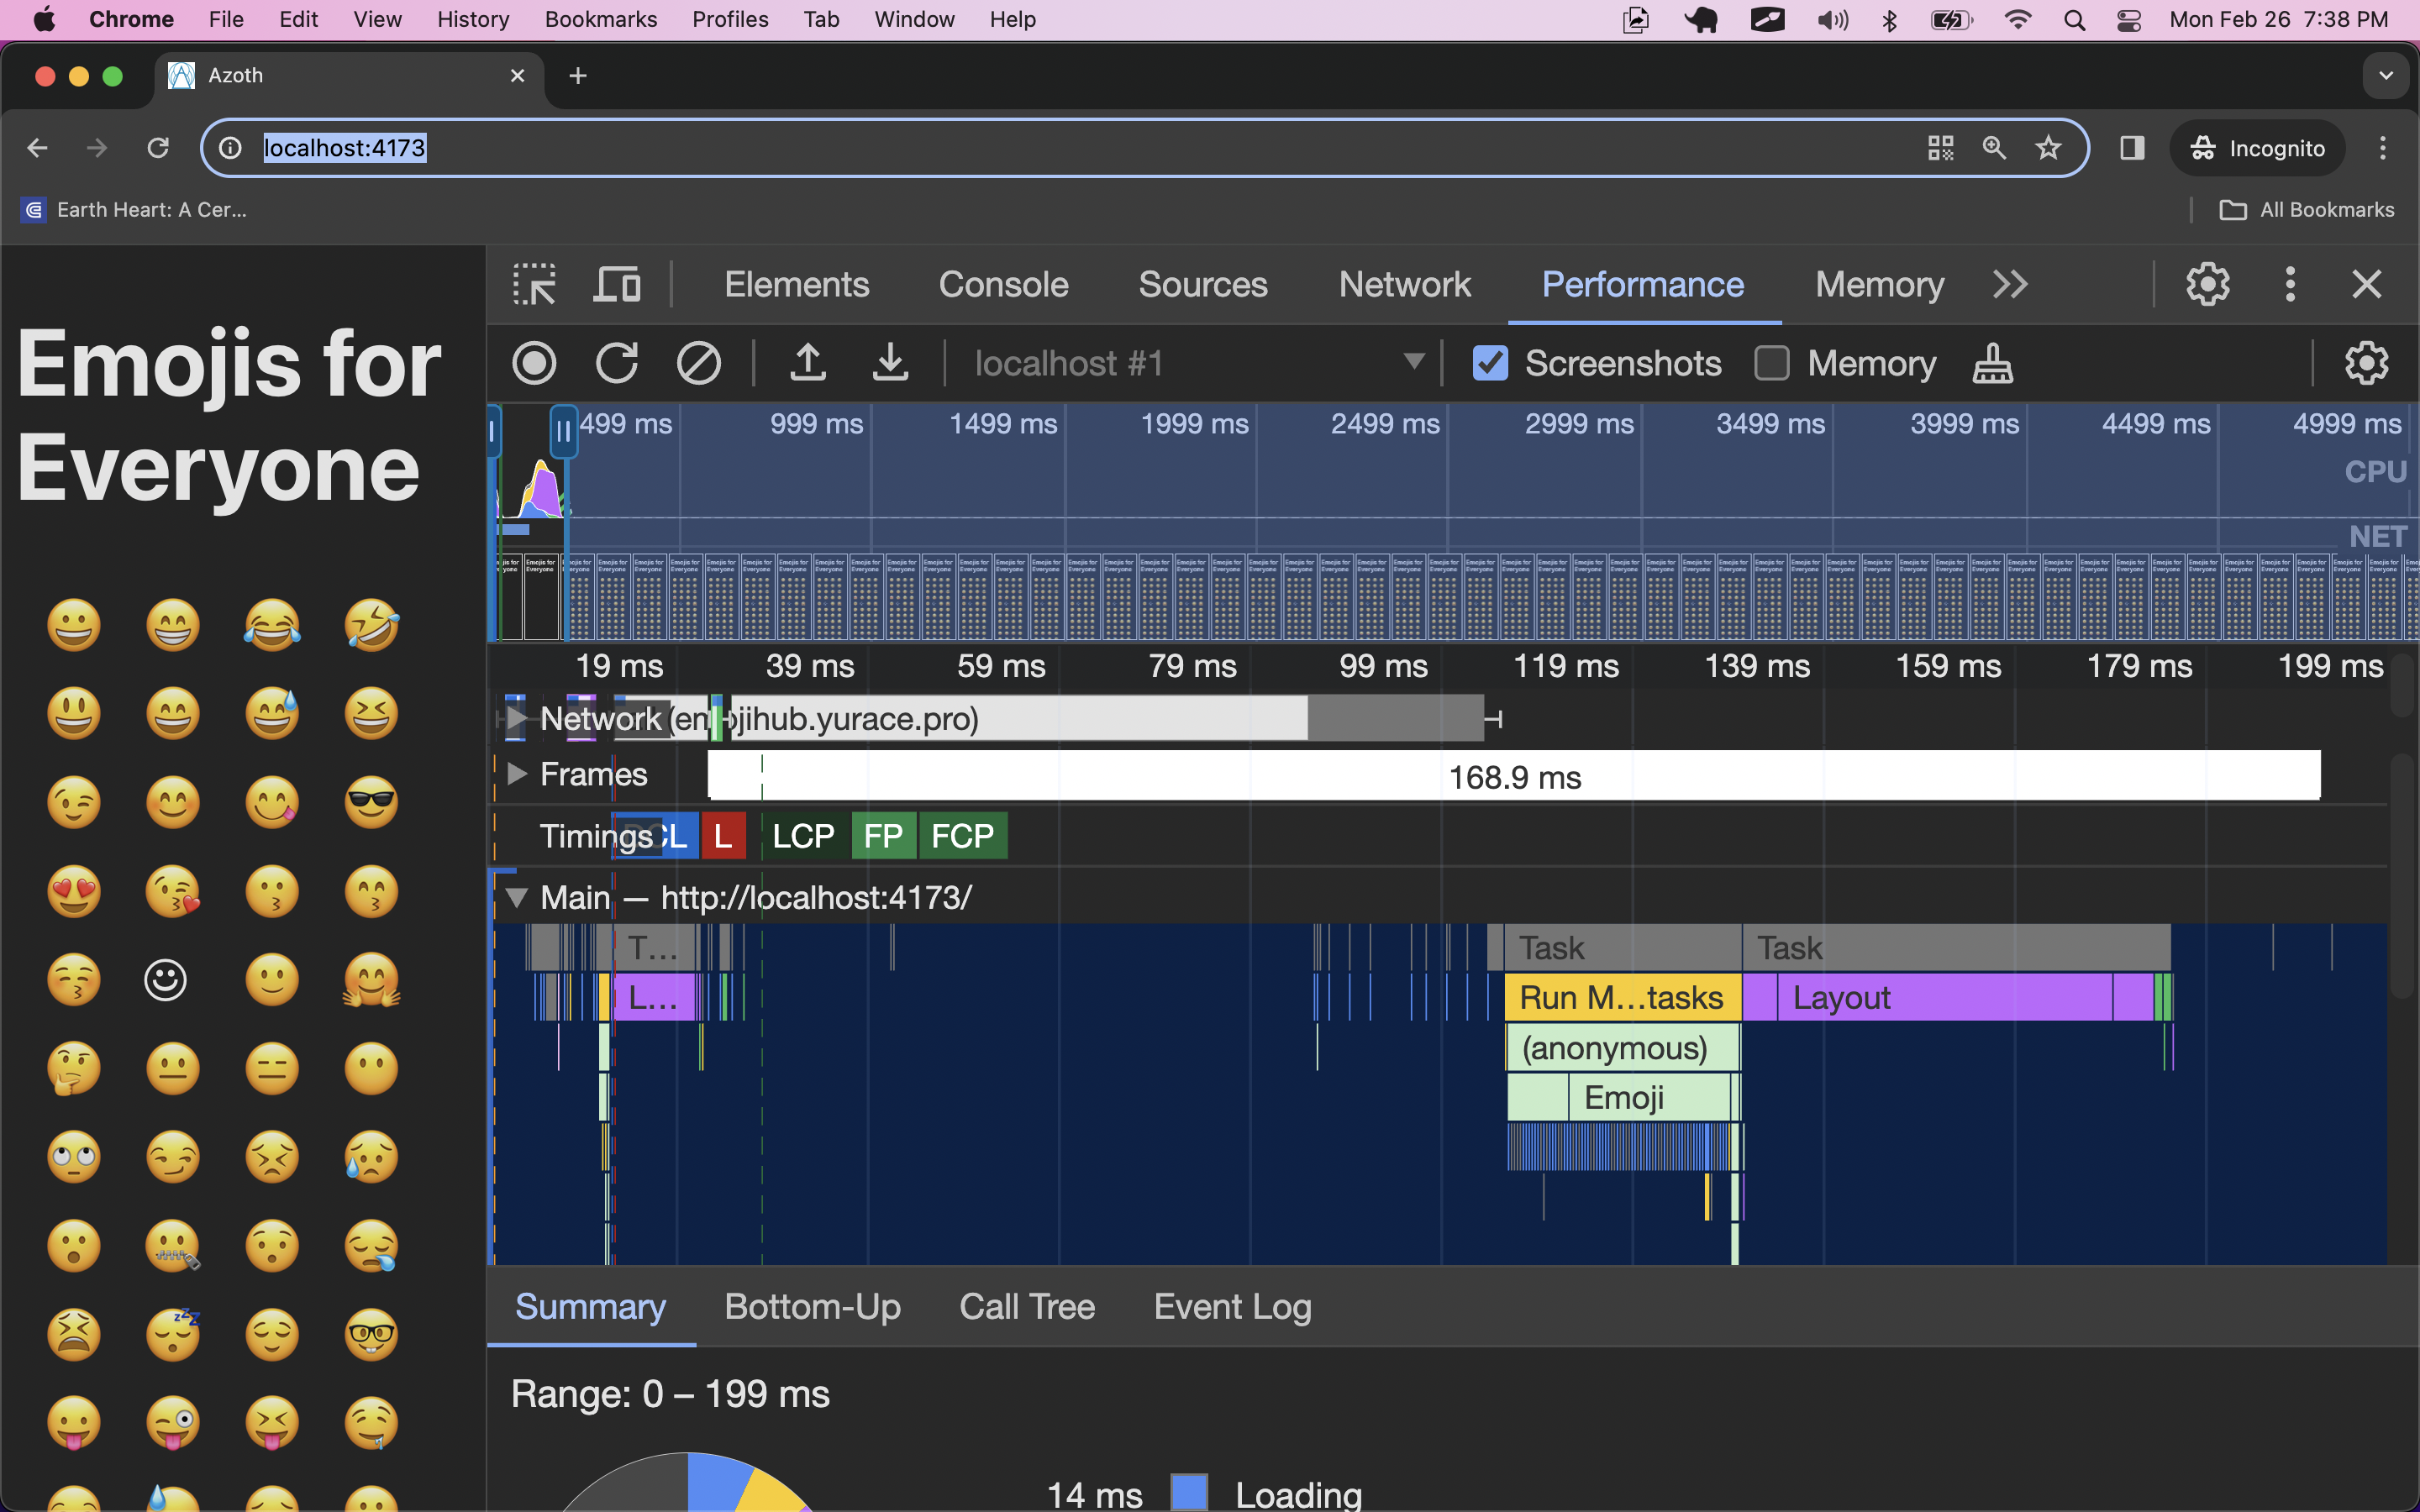 Chrome File Edit View History Bookmarks Profiles Tab Window Help Mon Feb 26 7:38 PM
Azoth
localhost:4173 Incognito
Earth Heart: A Cer... All Bookmarks
Emojis for
Everyone
Elements Console Sources Network Performance Memory
localhost #1 Screenshots Memory
499 ms 999 ms 1499 ms 1999 ms 2499 ms 2999 ms 3499 ms 3999 ms 4499 ms 4999 ms
CPU
NET
19 ms 39 ms 59 ms 79 ms 99 ms 119 ms 139 ms 159 ms 179 ms 199 ms
Network (emojihub.yurace.pro)
Frames 168.9 ms
Timings DCL L LCP FP FCP
Main — http://localhost:4173/
T... Task Task
L... Run M...tasks Layout
(anonymous)
Emoji
Summary Bottom-Up Call Tree Event Log
Range: 0 – 199 ms
14 ms Loading